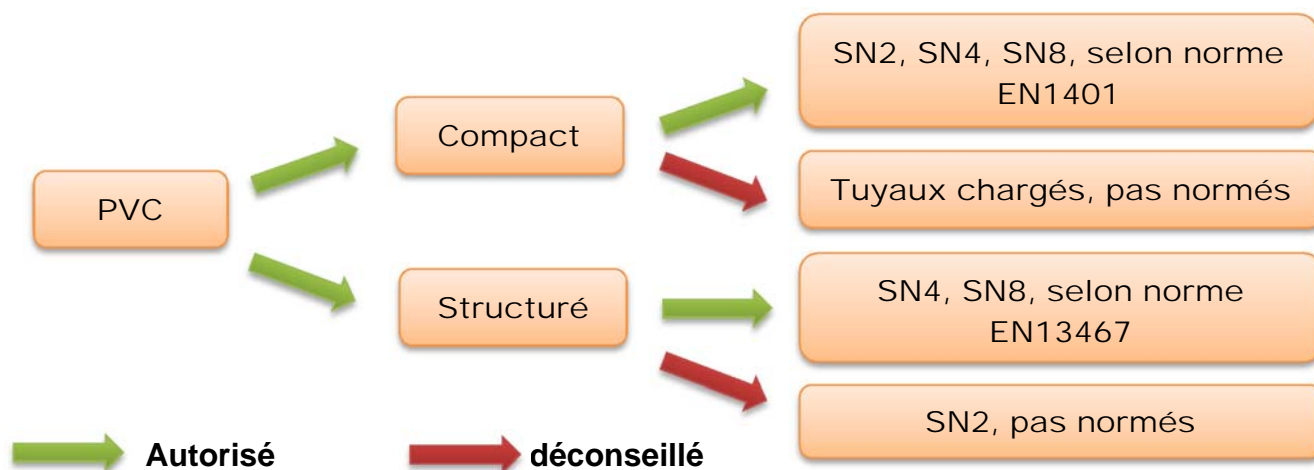 SN2, SN4, SN8, selon norme
EN1401
Compact
Tuyaux chargés, pas normés
PVC
SN4, SN8, selon norme
EN13467
Structuré
SN2, pas normés
Autorisé
déconseillé